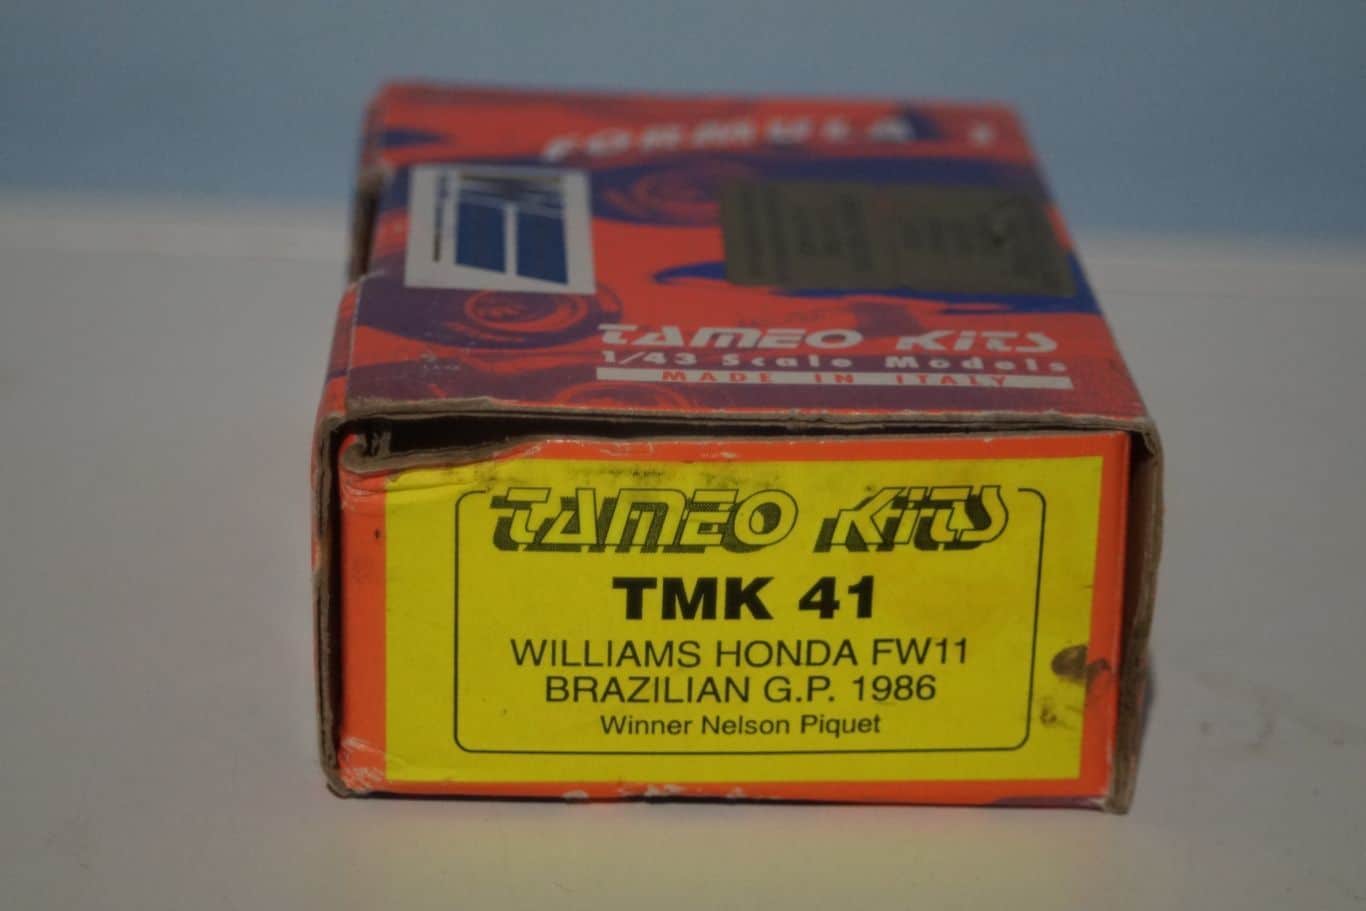 FORMULA 1
TAMEO KITS
1/43 Scale Models
MADE IN ITALY
TAMEO KITS
TMK 41
WILLIAMS HONDA FW11
BRAZILIAN G.P. 1986
Winner Nelson Piquet